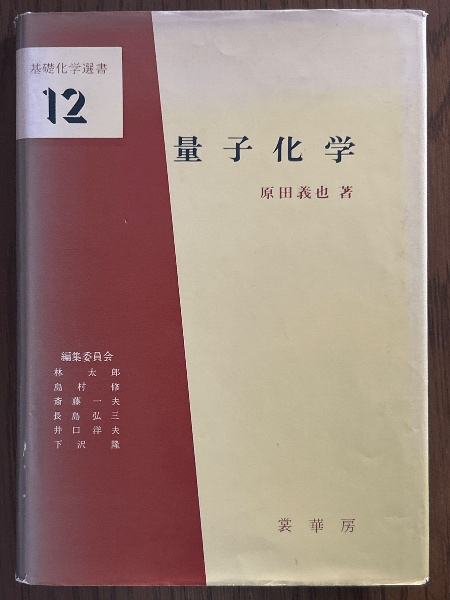 基礎化学選書
12
量子化学
原田義也 著
編集委員会
林太郎
島村修
斎藤一夫
長島弘三
井口洋夫
下沢隆
裳華房